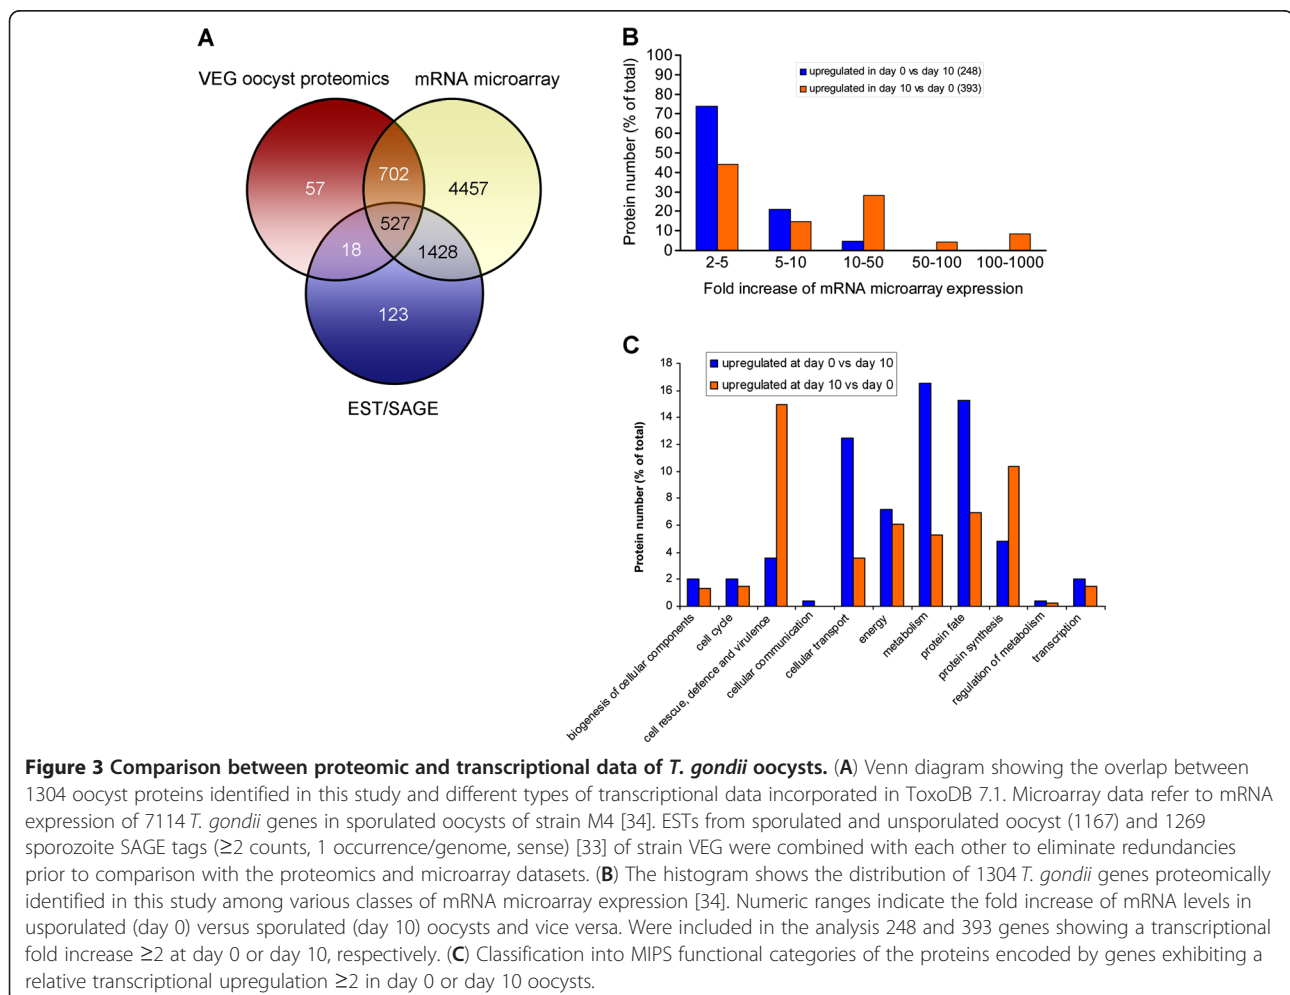 A
VEG oocyst proteomics
mRNA microarray
57
702
4457
527
18
1428
123
EST/SAGE
B
Protein number (% of total)
100
90
80
70
60
50
40
30
20
10
0
upregulated in day 0 vs day 10 (248)
upregulated in day 10 vs day 0 (393)
2-5 5-10 10-50 50-100 100-1000
Fold increase of mRNA microarray expression
C
Protein number (% of total)
18
16
14
12
10
8
6
4
2
0
upregulated at day 0 vs day 10
upregulated at day 10 vs day 0
biogenesis of cellular components
cell cycle
cell rescue, defence and virulence
cellular communication
cellular transport
energy
metabolism
protein fate
protein synthesis
regulation of metabolism
transcription
Figure 3 Comparison between proteomic and transcriptional data of T. gondii oocysts. (A) Venn diagram showing the overlap between
1304 oocyst proteins identified in this study and different types of transcriptional data incorporated in ToxoDB 7.1. Microarray data refer to mRNA
expression of 7114 T. gondii genes in sporulated oocysts of strain M4 [34]. ESTs from sporulated and unsporulated oocyst (1167) and 1269
sporozoite SAGE tags (≥2 counts, 1 occurrence/genome, sense) [33] of strain VEG were combined with each other to eliminate redundancies
prior to comparison with the proteomics and microarray datasets. (B) The histogram shows the distribution of 1304 T. gondii genes proteomically
identified in this study among various classes of mRNA microarray expression [34]. Numeric ranges indicate the fold increase of mRNA levels in
usporulated (day 0) versus sporulated (day 10) oocysts and vice versa. Were included in the analysis 248 and 393 genes showing a transcriptional
fold increase ≥2 at day 0 or day 10, respectively. (C) Classification into MIPS functional categories of the proteins encoded by genes exhibiting a
relative transcriptional upregulation ≥2 in day 0 or day 10 oocysts.